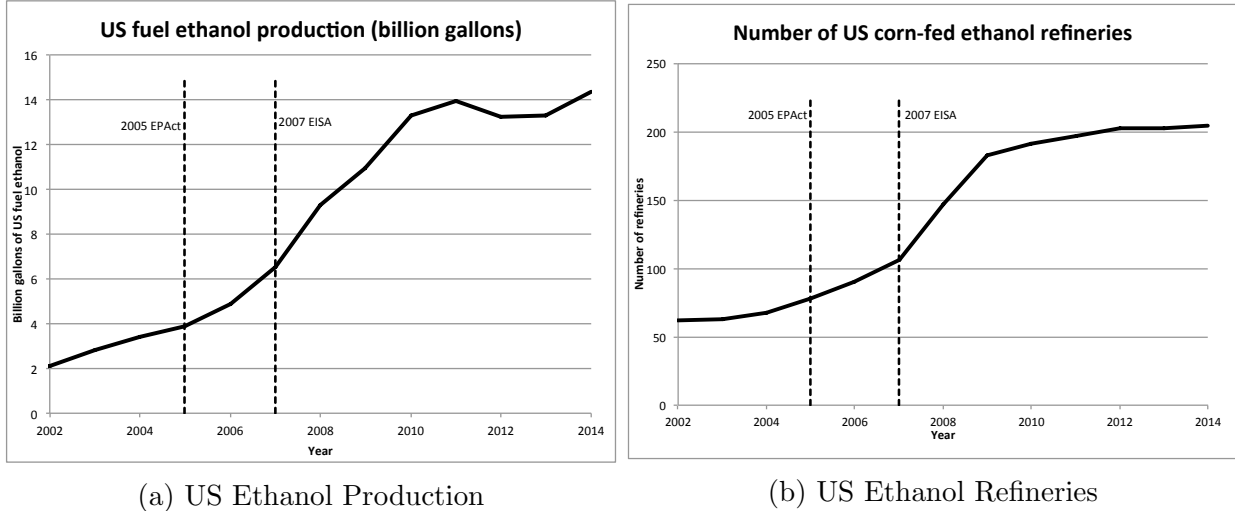 US fuel ethanol production (billion gallons)
16
14
12
10
8
6
4
2
0
Billion gallons of US fuel ethanol
2005 EPAct
2007 EISA
2002
2004
2006
2008
2010
2012
2014
Year
(a) US Ethanol Production
Number of US corn-fed ethanol refineries
250
200
150
100
50
0
Number of refineries
2005 EPAct
2007 EISA
2002
2004
2006
2008
2010
2012
2014
Year
(b) US Ethanol Refineries